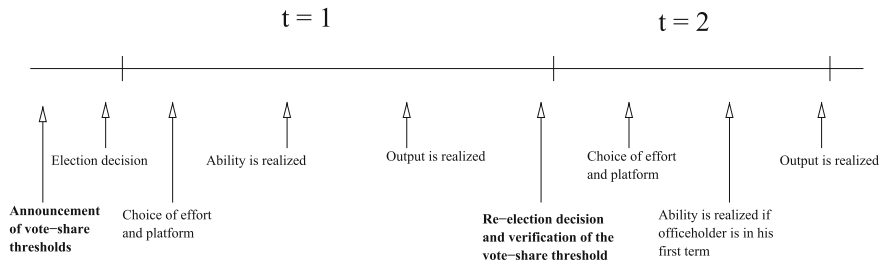 t = 1
t = 2
Election decision
Ability is realized
Output is realized
Choice of effort
and platform
Output is realized
Announcement
of vote−share
thresholds
Choice of effort
and platform
Re−election decision
and verification of the
vote−share threshold
Ability is realized if
officeholder is in his
first term